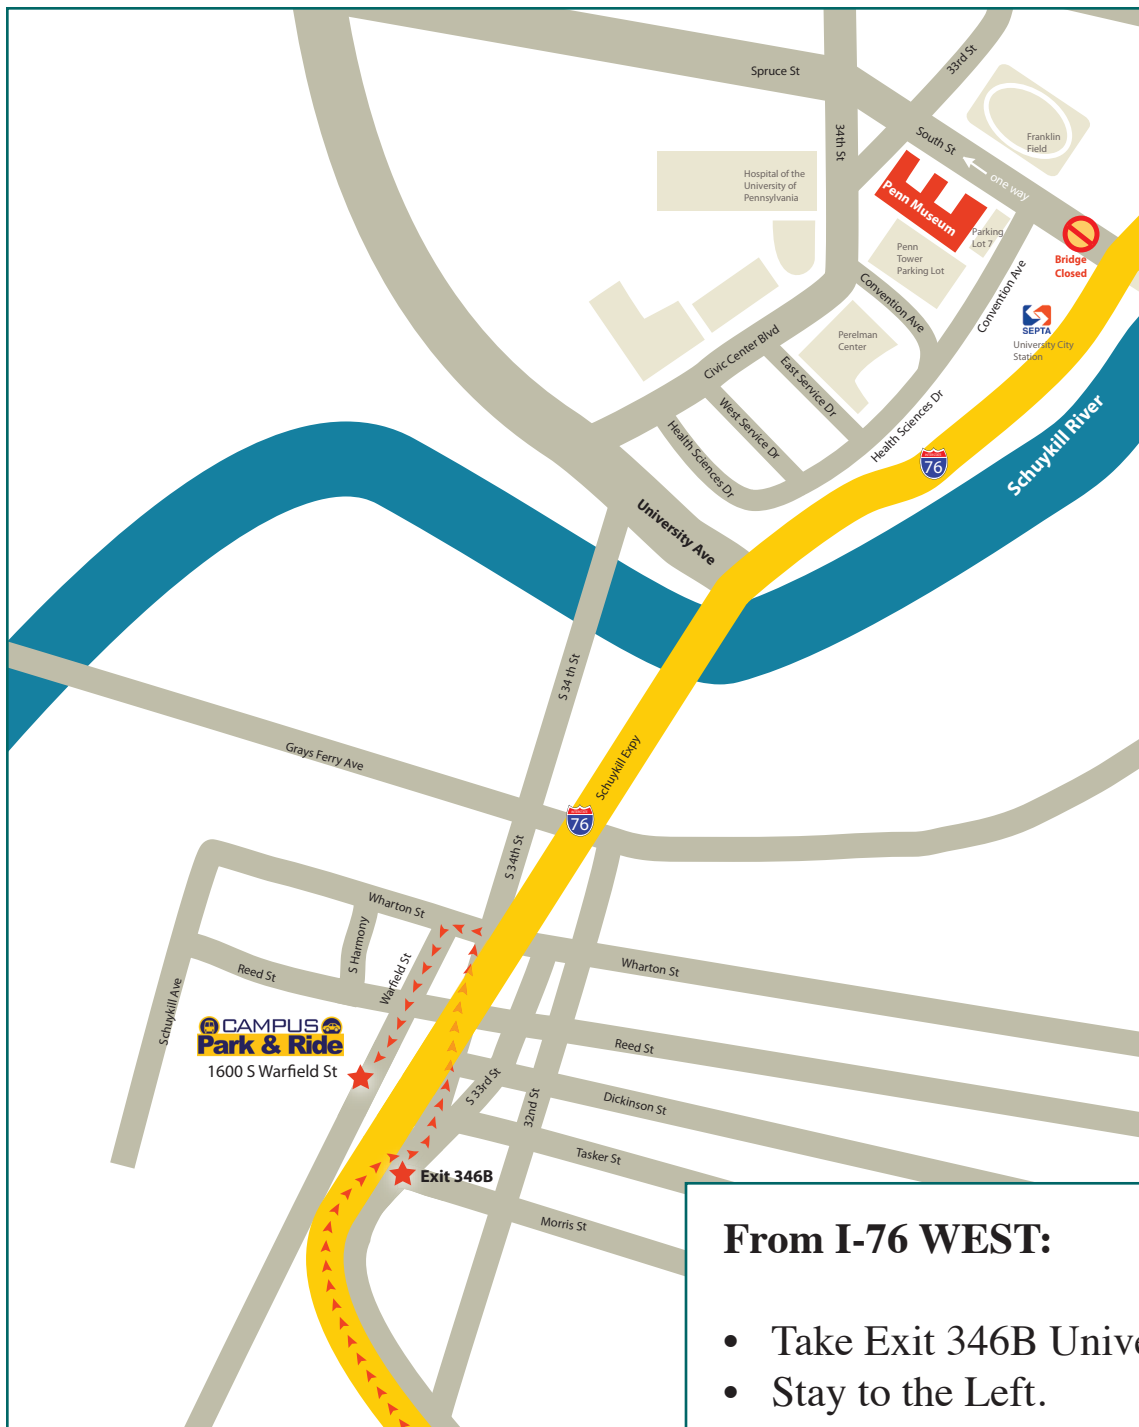 Spruce St
33rd St
34th St
South St
one way
Franklin
Field
Hospital of the
University of
Pennsylvania
Penn Museum
Parking
Lot 7
Penn
Tower
Parking Lot
Bridge
Closed
Convention Ave
Convention Ave
SEPTA
University City
Station
Perelman
Center
Civic Center Blvd
East Service Dr
West Service Dr
Health Sciences Dr
Health Sciences Dr
76
Schuykill River
University Ave
S 34 th St
Schuykill Expy
Grays Ferry Ave
76
S 34th St
Wharton St
S Harmony
Warfield St
Wharton St
Reed St
Schuykill Ave
CAMPUS
Park & Ride
1600 S Warfield St
Reed St
S 33rd St
32nd St
Dickinson St
Tasker St
Exit 346B
Morris St
From I-76 WEST:
• Take Exit 346B Unive
• Stay to the Left.